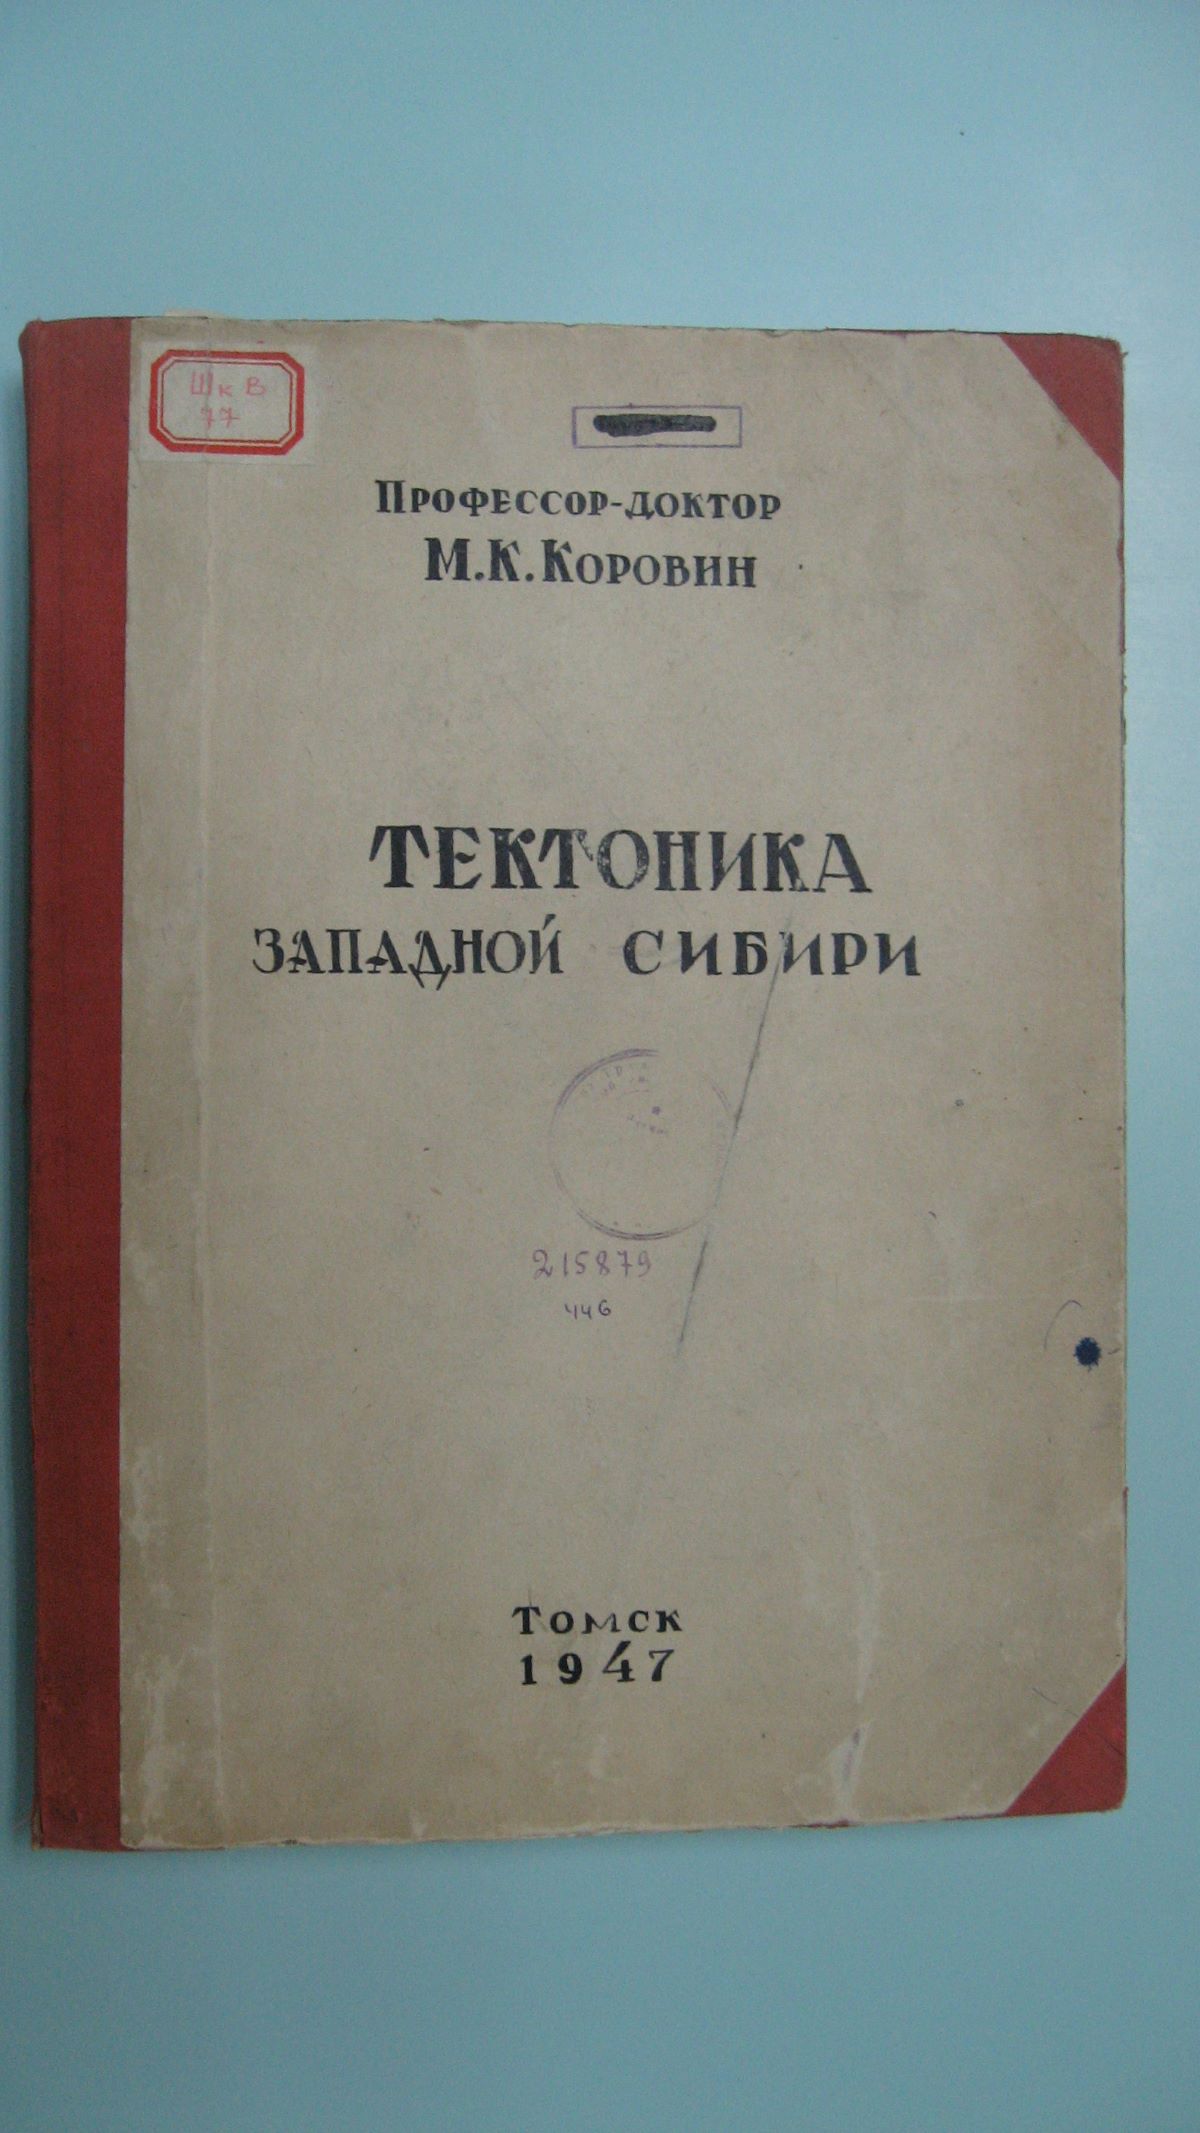 Шк В
77
ПРОФЕССОР-ДОКТОР
М.К.КОРОВИН
ТЕКТОНИКА
ЗАПАДНОЙ СИБИРИ
215879
446
ТОМСК
1947